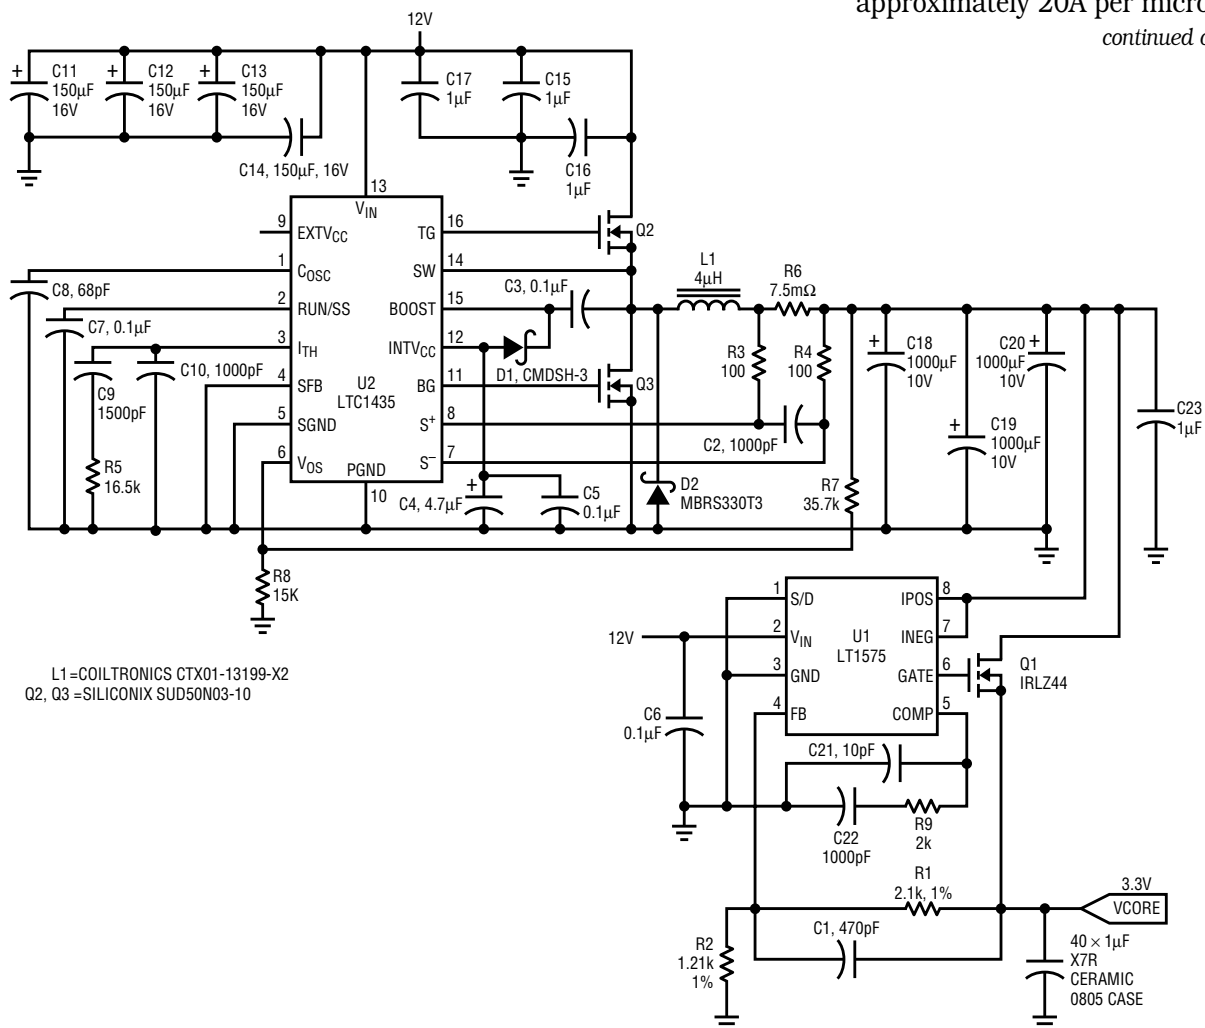 approximately 20A per micro
continued o
12V
+
C11
150µF
16V
+
C12
150µF
16V
+
C13
150µF
16V
C17
1µF
C15
1µF
C14, 150µF, 16V
C16
1µF
13
VIN
9
EXTVCC
TG
16
Q2
1
COSC
SW
14
C8, 68pF
2
RUN/SS
BOOST
15
C3, 0.1µF
L1
4µH
R6
7.5mΩ
C7, 0.1µF
3
ITH
INTVCC
12
D1, CMDSH-3
C10, 1000pF
C9
1500pF
4
SFB
U2
LTC1435
BG
11
Q3
R3
100
R4
100
+
C18
1000µF
10V
C20
+
1000µF
10V
5
SGND
S+
8
C2, 1000pF
+
C19
1000µF
10V
C23
1µF
6
VOS
S–
7
R5
16.5k
PGND
10
+
C4, 4.7µF
C5
0.1µF
D2
MBRS330T3
R7
35.7k
R8
15K
L1=COILTRONICS CTX01-13199-X2
Q2, Q3 =SILICONIX SUD50N03-10
1
S/D
IPOS
8
12V
2
VIN
U1
LT1575
INEG
7
3
GND
GATE
6
Q1
IRLZ44
4
FB
COMP
5
C6
0.1µF
C21, 10pF
C22
1000pF
R9
2k
R1
2.1k, 1%
3.3V
VCORE
C1, 470pF
R2
1.21k
1%
40 × 1µF
X7R
CERAMIC
0805 CASE